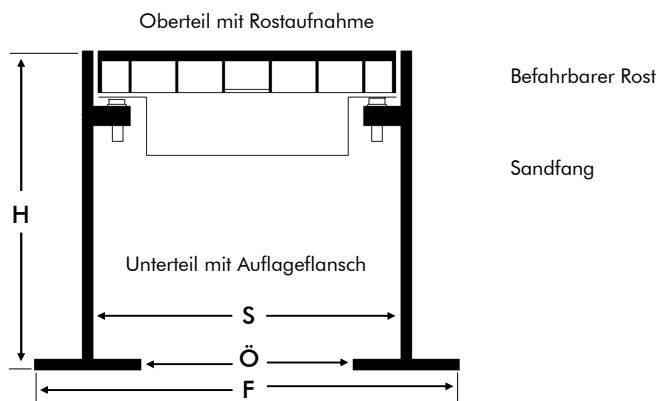 Oberteil mit Rostaufnahme
Befahrbarer Rost
Sandfang
H
Unterteil mit Auflageflansch
S
Ö
F